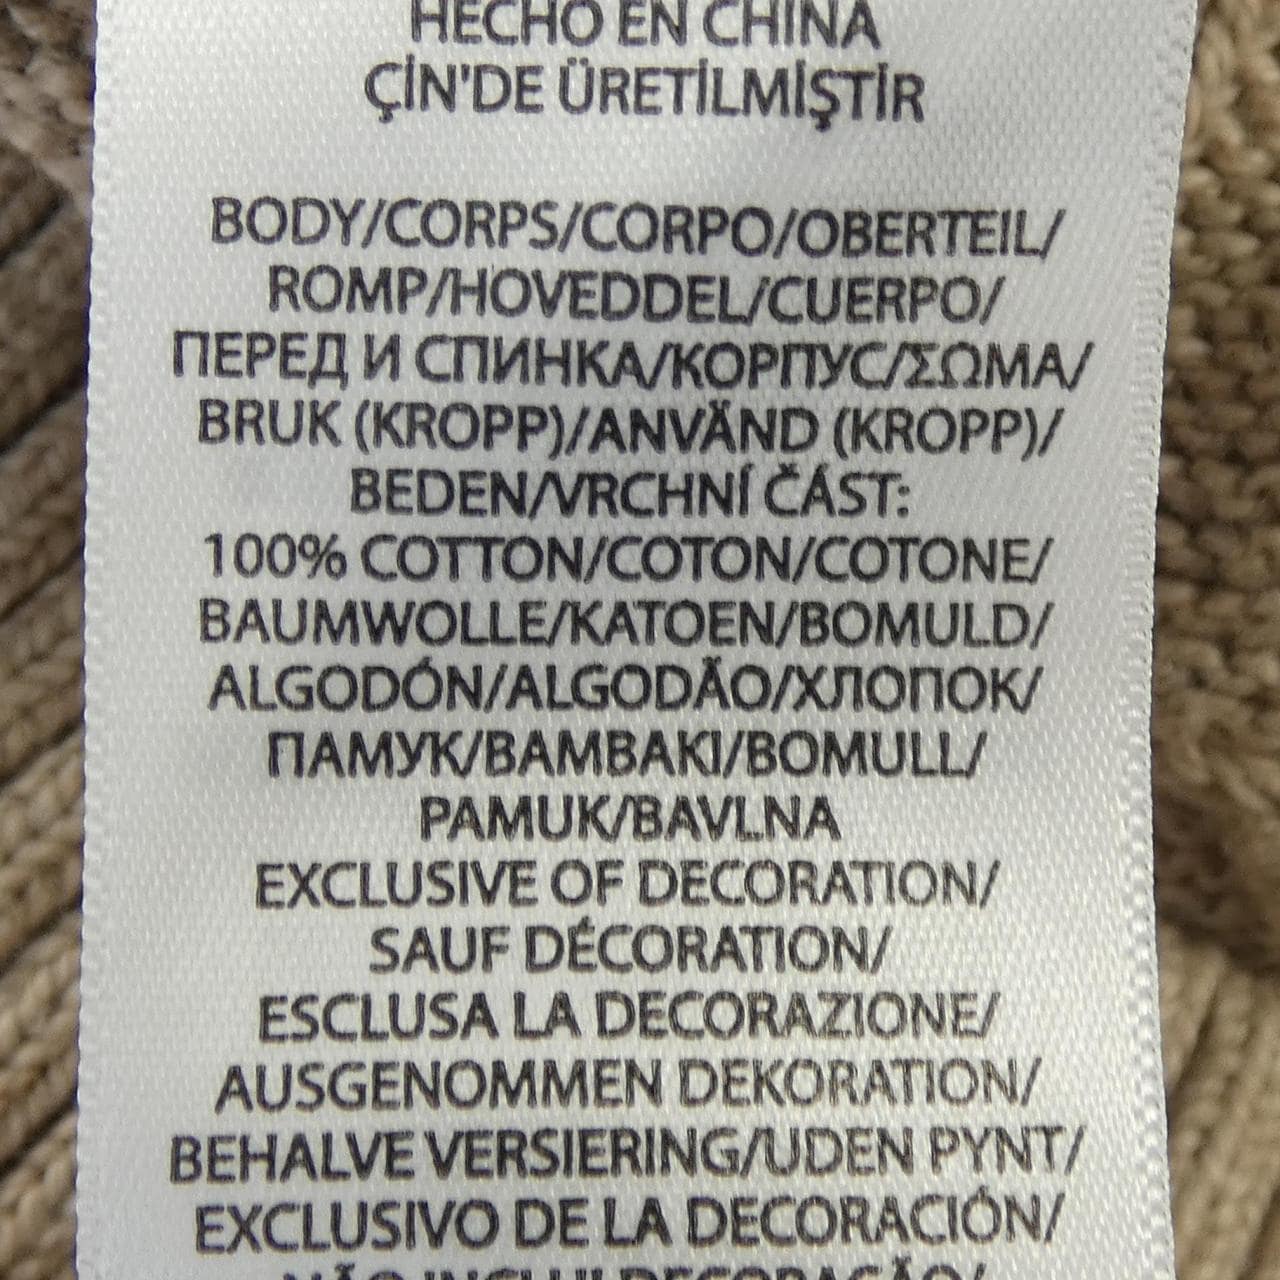 HECHO EN CHINA
ÇİN'DE ÜRETİLMİŞTİR
BODY/CORPS/CORPO/OBERTEIL/
ROMP/HOVEDDEL/CUERPO/
ПЕРЕД И СПИНКА/КОРПУС/ΣΩΜΑ/
BRUK (KROPP)/ANVÄND (KROPP)/
BEDEN/VRCHNÍ ČÁST:
100% COTTON/COTON/COTONE/
BAUMWOLLE/KATOEN/BOMULD/
ALGODÓN/ALGODÃO/ХЛОПОК/
ПАМУК/BAMBAKI/BOMULL/
PAMUK/BAVLNA
EXCLUSIVE OF DECORATION/
SAUF DÉCORATION/
ESCLUSA LA DECORAZIONE/
AUSGENOMMEN DEKORATION/
BEHALVE VERSIERING/UDEN PYNT/
EXCLUSIVO DE LA DECORACIÓN/
NÃO INCLUI DECORAÇÃO/